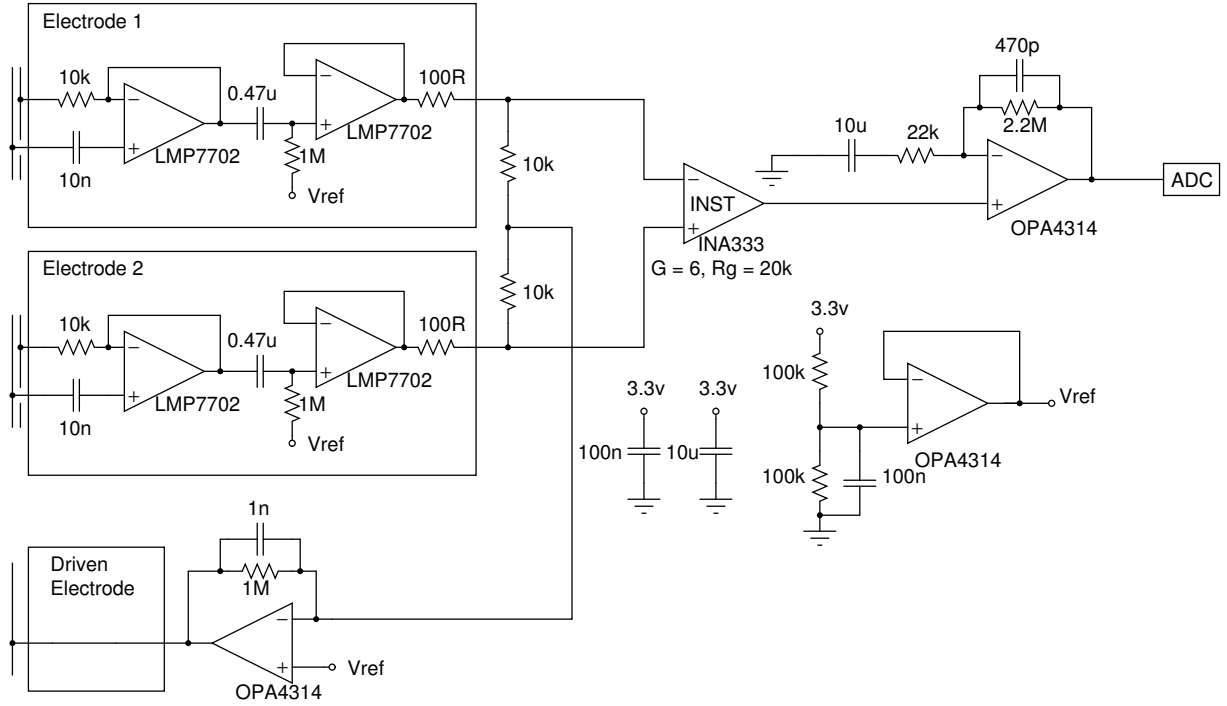 Electrode 1
10k
−
+
10n
LMP7702
0.47u
1M
Vref
−
+
LMP7702
100R
10k
10k
Electrode 2
10k
−
+
10n
LMP7702
0.47u
1M
Vref
−
+
LMP7702
100R
−
INST
+
INA333
G = 6, Rg = 20k
10u
22k
470p
2.2M
−
+
OPA4314
ADC
3.3v
100n
3.3v
10u
3.3v
100k
100k
100n
−
+
OPA4314
Vref
Driven
Electrode
1n
1M
−
+
OPA4314
Vref